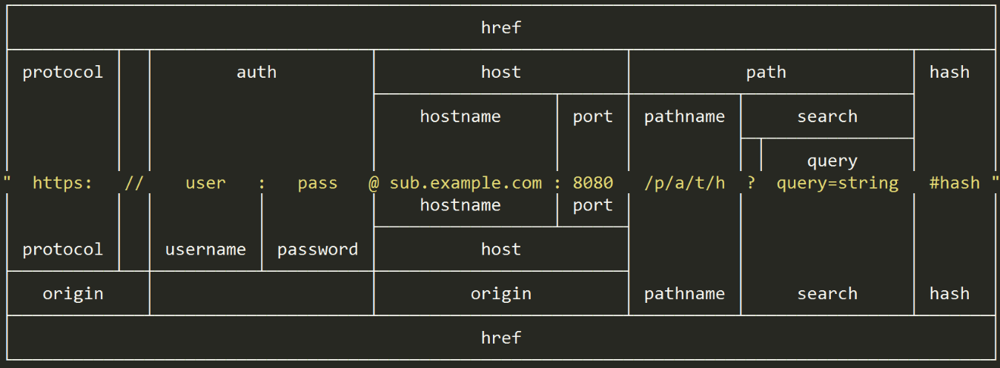 href
protocol auth host path hash
hostname port pathname search
query
" https: // user : pass @ sub.example.com : 8080 /p/a/t/h ? query=string #hash "
hostname port
protocol username password host
origin origin pathname search hash
href